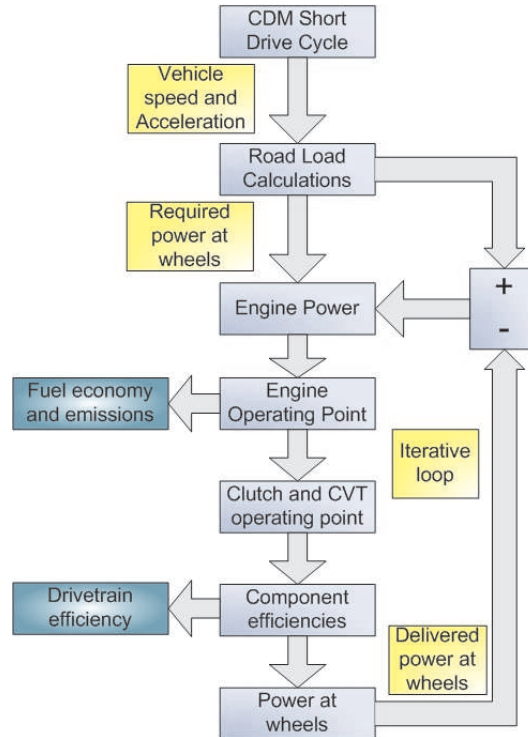 CDM Short
Drive Cycle
Vehicle
speed and
Acceleration
Road Load
Calculations
Required
power at
wheels
+
-
Engine Power
Fuel economy
and emissions
Engine
Operating Point
Iterative
loop
Clutch and CVT
operating point
Drivetrain
efficiency
Component
efficiencies
Delivered
power at
wheels
Power at
wheels